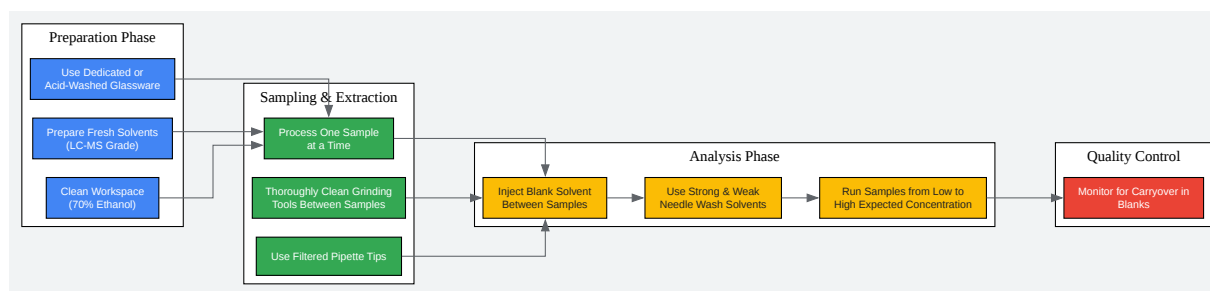 Preparation Phase
Use Dedicated or
Acid-Washed Glassware
Prepare Fresh Solvents
(LC-MS Grade)
Clean Workspace
(70% Ethanol)
Sampling & Extraction
Process One Sample
at a Time
Thoroughly Clean Grinding
Tools Between Samples
Use Filtered Pipette Tips
Analysis Phase
Inject Blank Solvent
Between Samples
Use Strong & Weak
Needle Wash Solvents
Run Samples from Low to
High Expected Concentration
Quality Control
Monitor for Carryover in
Blanks